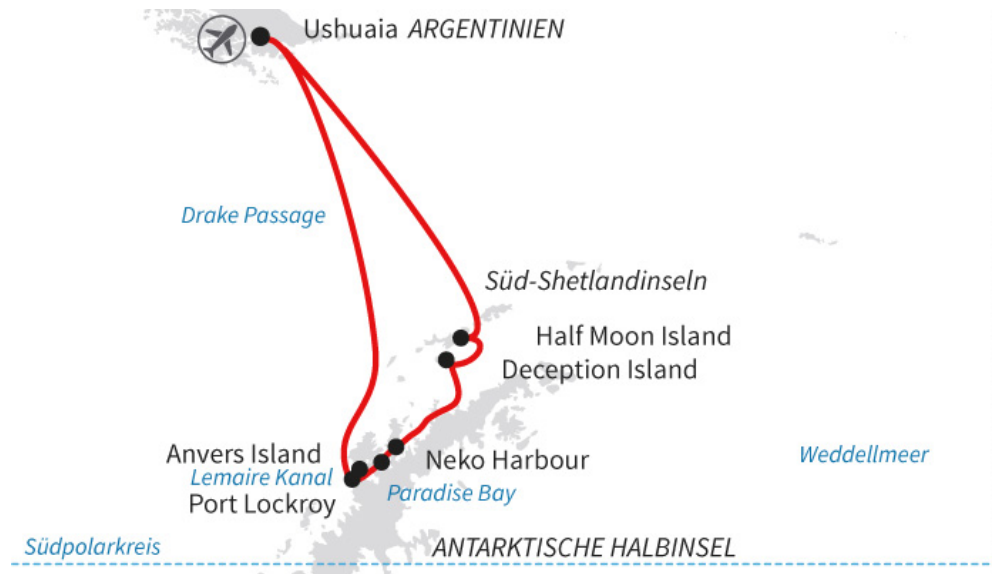 Ushuaia ARGENTINIEN
Drake Passage
Süd-Shetlandinseln
Half Moon Island
Deception Island
Anvers Island
Neko Harbour
Weddellmeer
Lemaire Kanal
Paradise Bay
Port Lockroy
Südpolarkreis
ANTARKTISCHE HALBINSEL